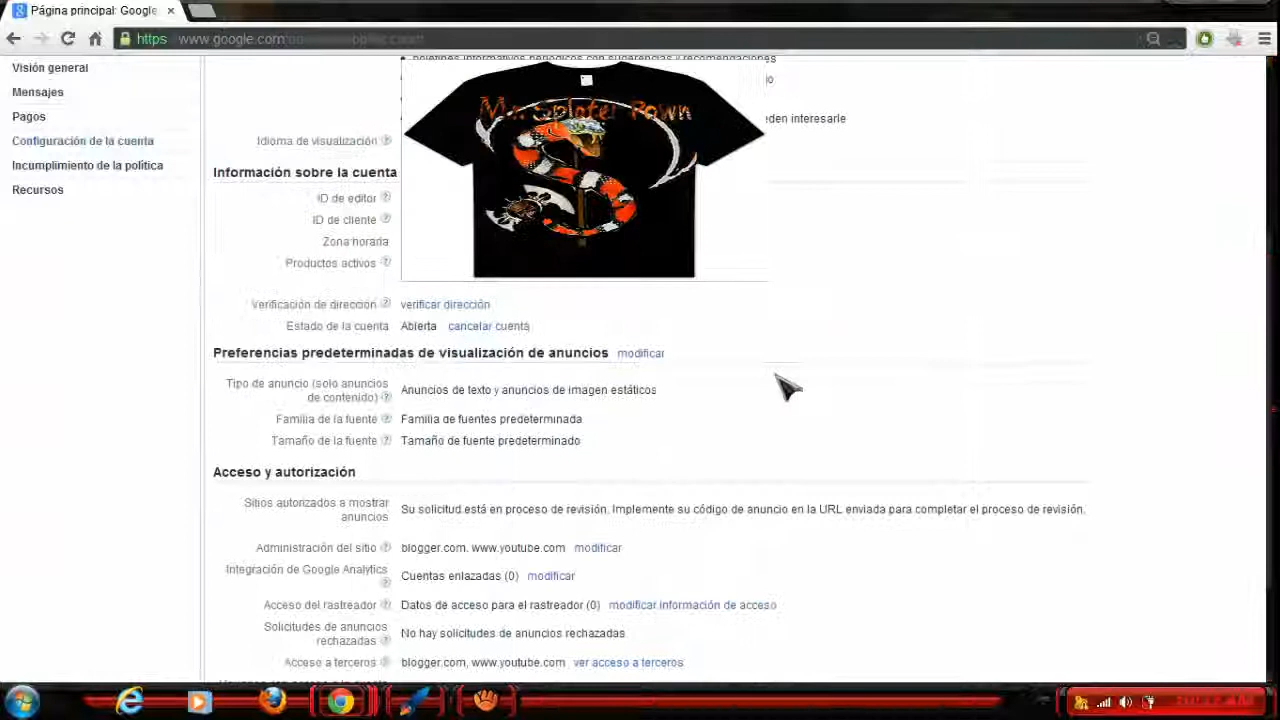 Página principal: Google
https www.google.com
Visión general
Mensajes
Pagos
Configuración de la cuenta
Incumplimiento de la política
Recursos
boletines informativos periódicos con sugerencias y recomendaciones
eden interesarle
Mr. Splater Pawn
Idioma de visualización
Información sobre la cuenta
ID de editor
ID de cliente
Zona horaria
Productos activos
Verificación de dirección verificar dirección
Estado de la cuenta Abierta cancelar cuenta
Preferencias predeterminadas de visualización de anuncios modificar
Tipo de anuncio (solo anuncios
de contenido) Anuncios de texto y anuncios de imagen estáticos
Familia de la fuente Familia de fuentes predeterminada
Tamaño de la fuente Tamaño de fuente predeterminado
Acceso y autorización
Sitios autorizados a mostrar
anuncios Su solicitud está en proceso de revisión. Implemente su código de anuncio en la URL enviada para completar el proceso de revisión.
Administración del sitio blogger.com, www.youtube.com modificar
Integración de Google Analytics Cuentas enlazadas (0) modificar
Acceso del rastreador Datos de acceso para el rastreador (0) modificar información de acceso
Solicitudes de anuncios
rechazadas No hay solicitudes de anuncios rechazadas
Acceso a terceros blogger.com, www.youtube.com ver acceso a terceros